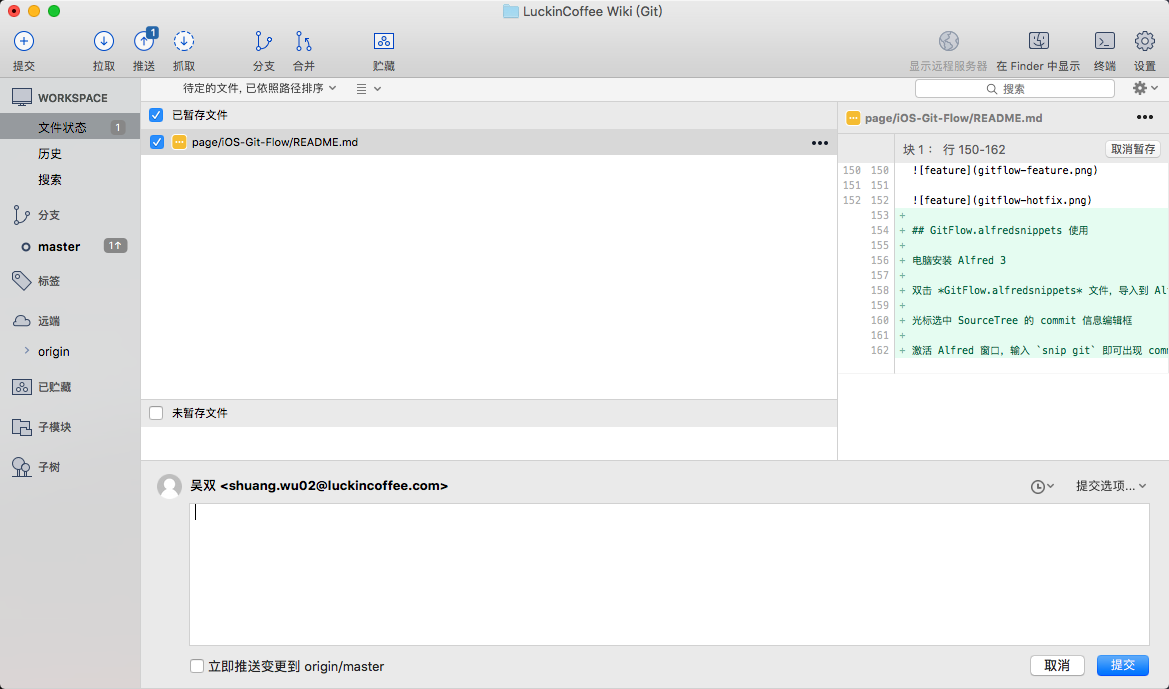 LuckinCoffee Wiki (Git)
提交
拉取
1
推送
抓取
分支
合并
贮藏
显示远程服务器
在 Finder 中显示
终端
设置
WORKSPACE
文件状态 1
历史
搜索
分支
master 1↑
标签
远端
origin
已贮藏
子模块
子树
待定的文件, 已依照路径排序
搜索
已暂存文件
page/iOS-Git-Flow/README.md
未暂存文件
page/iOS-Git-Flow/README.md
块 1： 行 150-162 取消暂存
150 150 ![feature](gitflow-feature.png)
151 151
152 152 ![feature](gitflow-hotfix.png)
153 +
154 + ## GitFlow.alfredsnippets 使用
155 +
156 + 电脑安装 Alfred 3
157 +
158 + 双击 *GitFlow.alfredsnippets* 文件，导入到 Al
159 +
160 + 光标选中 SourceTree 的 commit 信息编辑框
161 +
162 + 激活 Alfred 窗口，输入 `snip git` 即可出现 com
吴双 <shuang.wu02@luckincoffee.com>
提交选项...
立即推送变更到 origin/master
取消
提交